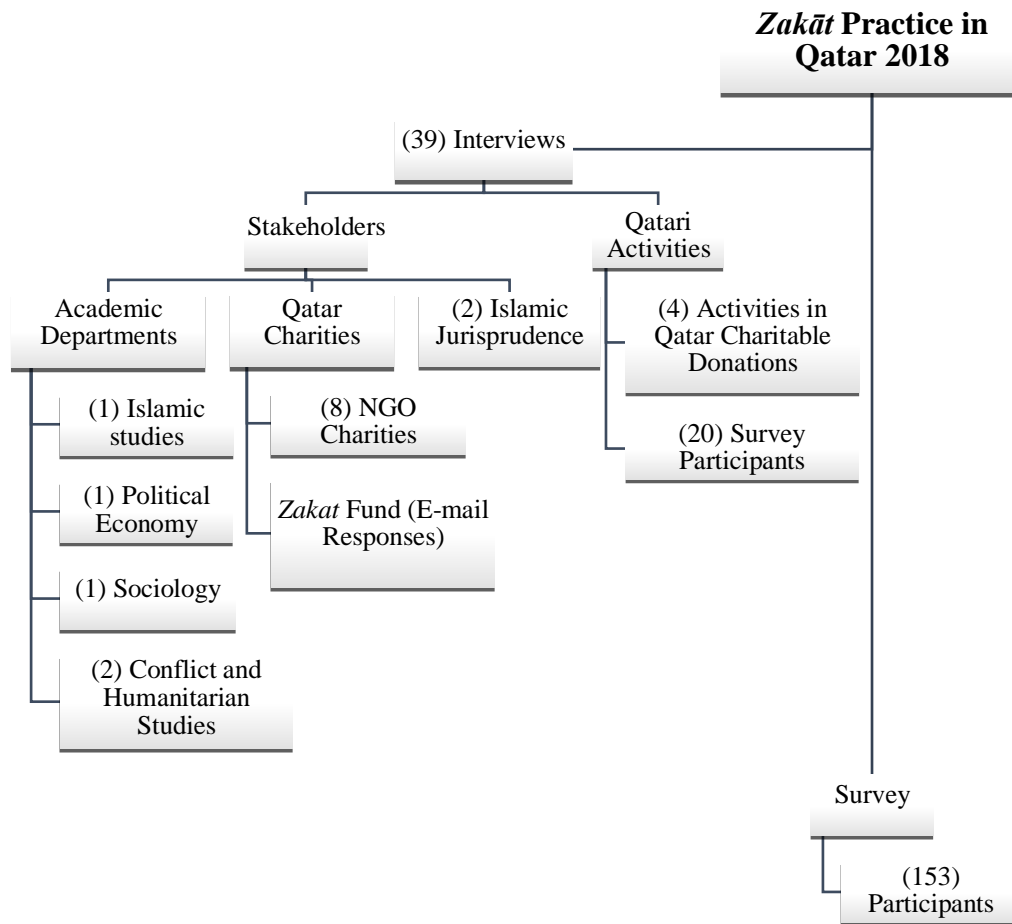 Zakāt Practice in
Qatar 2018
(39) Interviews
Stakeholders
Qatari
Activities
Academic
Departments
Qatar
Charities
(2) Islamic
Jurisprudence
(4) Activities in
Qatar Charitable
Donations
(1) Islamic
studies
(8) NGO
Charities
(20) Survey
Participants
(1) Political
Economy
Zakat Fund (E-mail
Responses)
(1) Sociology
(2) Conflict and
Humanitarian
Studies
Survey
(153)
Participants